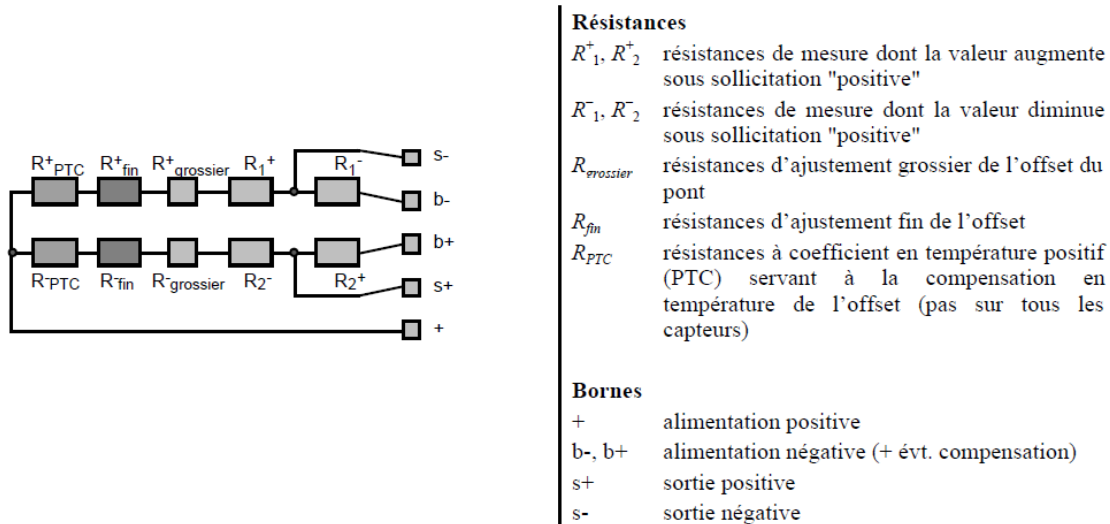 R⁺PTC R⁺fin R⁺grossier R₁⁺ R₁⁻
s-
b-
b+
s+
+
R⁻PTC R⁻fin R⁻grossier R₂⁻ R₂⁺
Résistances
R⁺₁, R⁺₂ résistances de mesure dont la valeur augmente
sous sollicitation "positive"
R⁻₁, R⁻₂ résistances de mesure dont la valeur diminue
sous sollicitation "positive"
Rgrossier résistances d’ajustement grossier de l’offset du
pont
Rfin résistances d’ajustement fin de l’offset
RPTC résistances à coefficient en température positif
(PTC) servant à la compensation en
température de l’offset (pas sur tous les
capteurs)
Bornes
+ alimentation positive
b-, b+ alimentation négative (+ évt. compensation)
s+ sortie positive
s- sortie négative